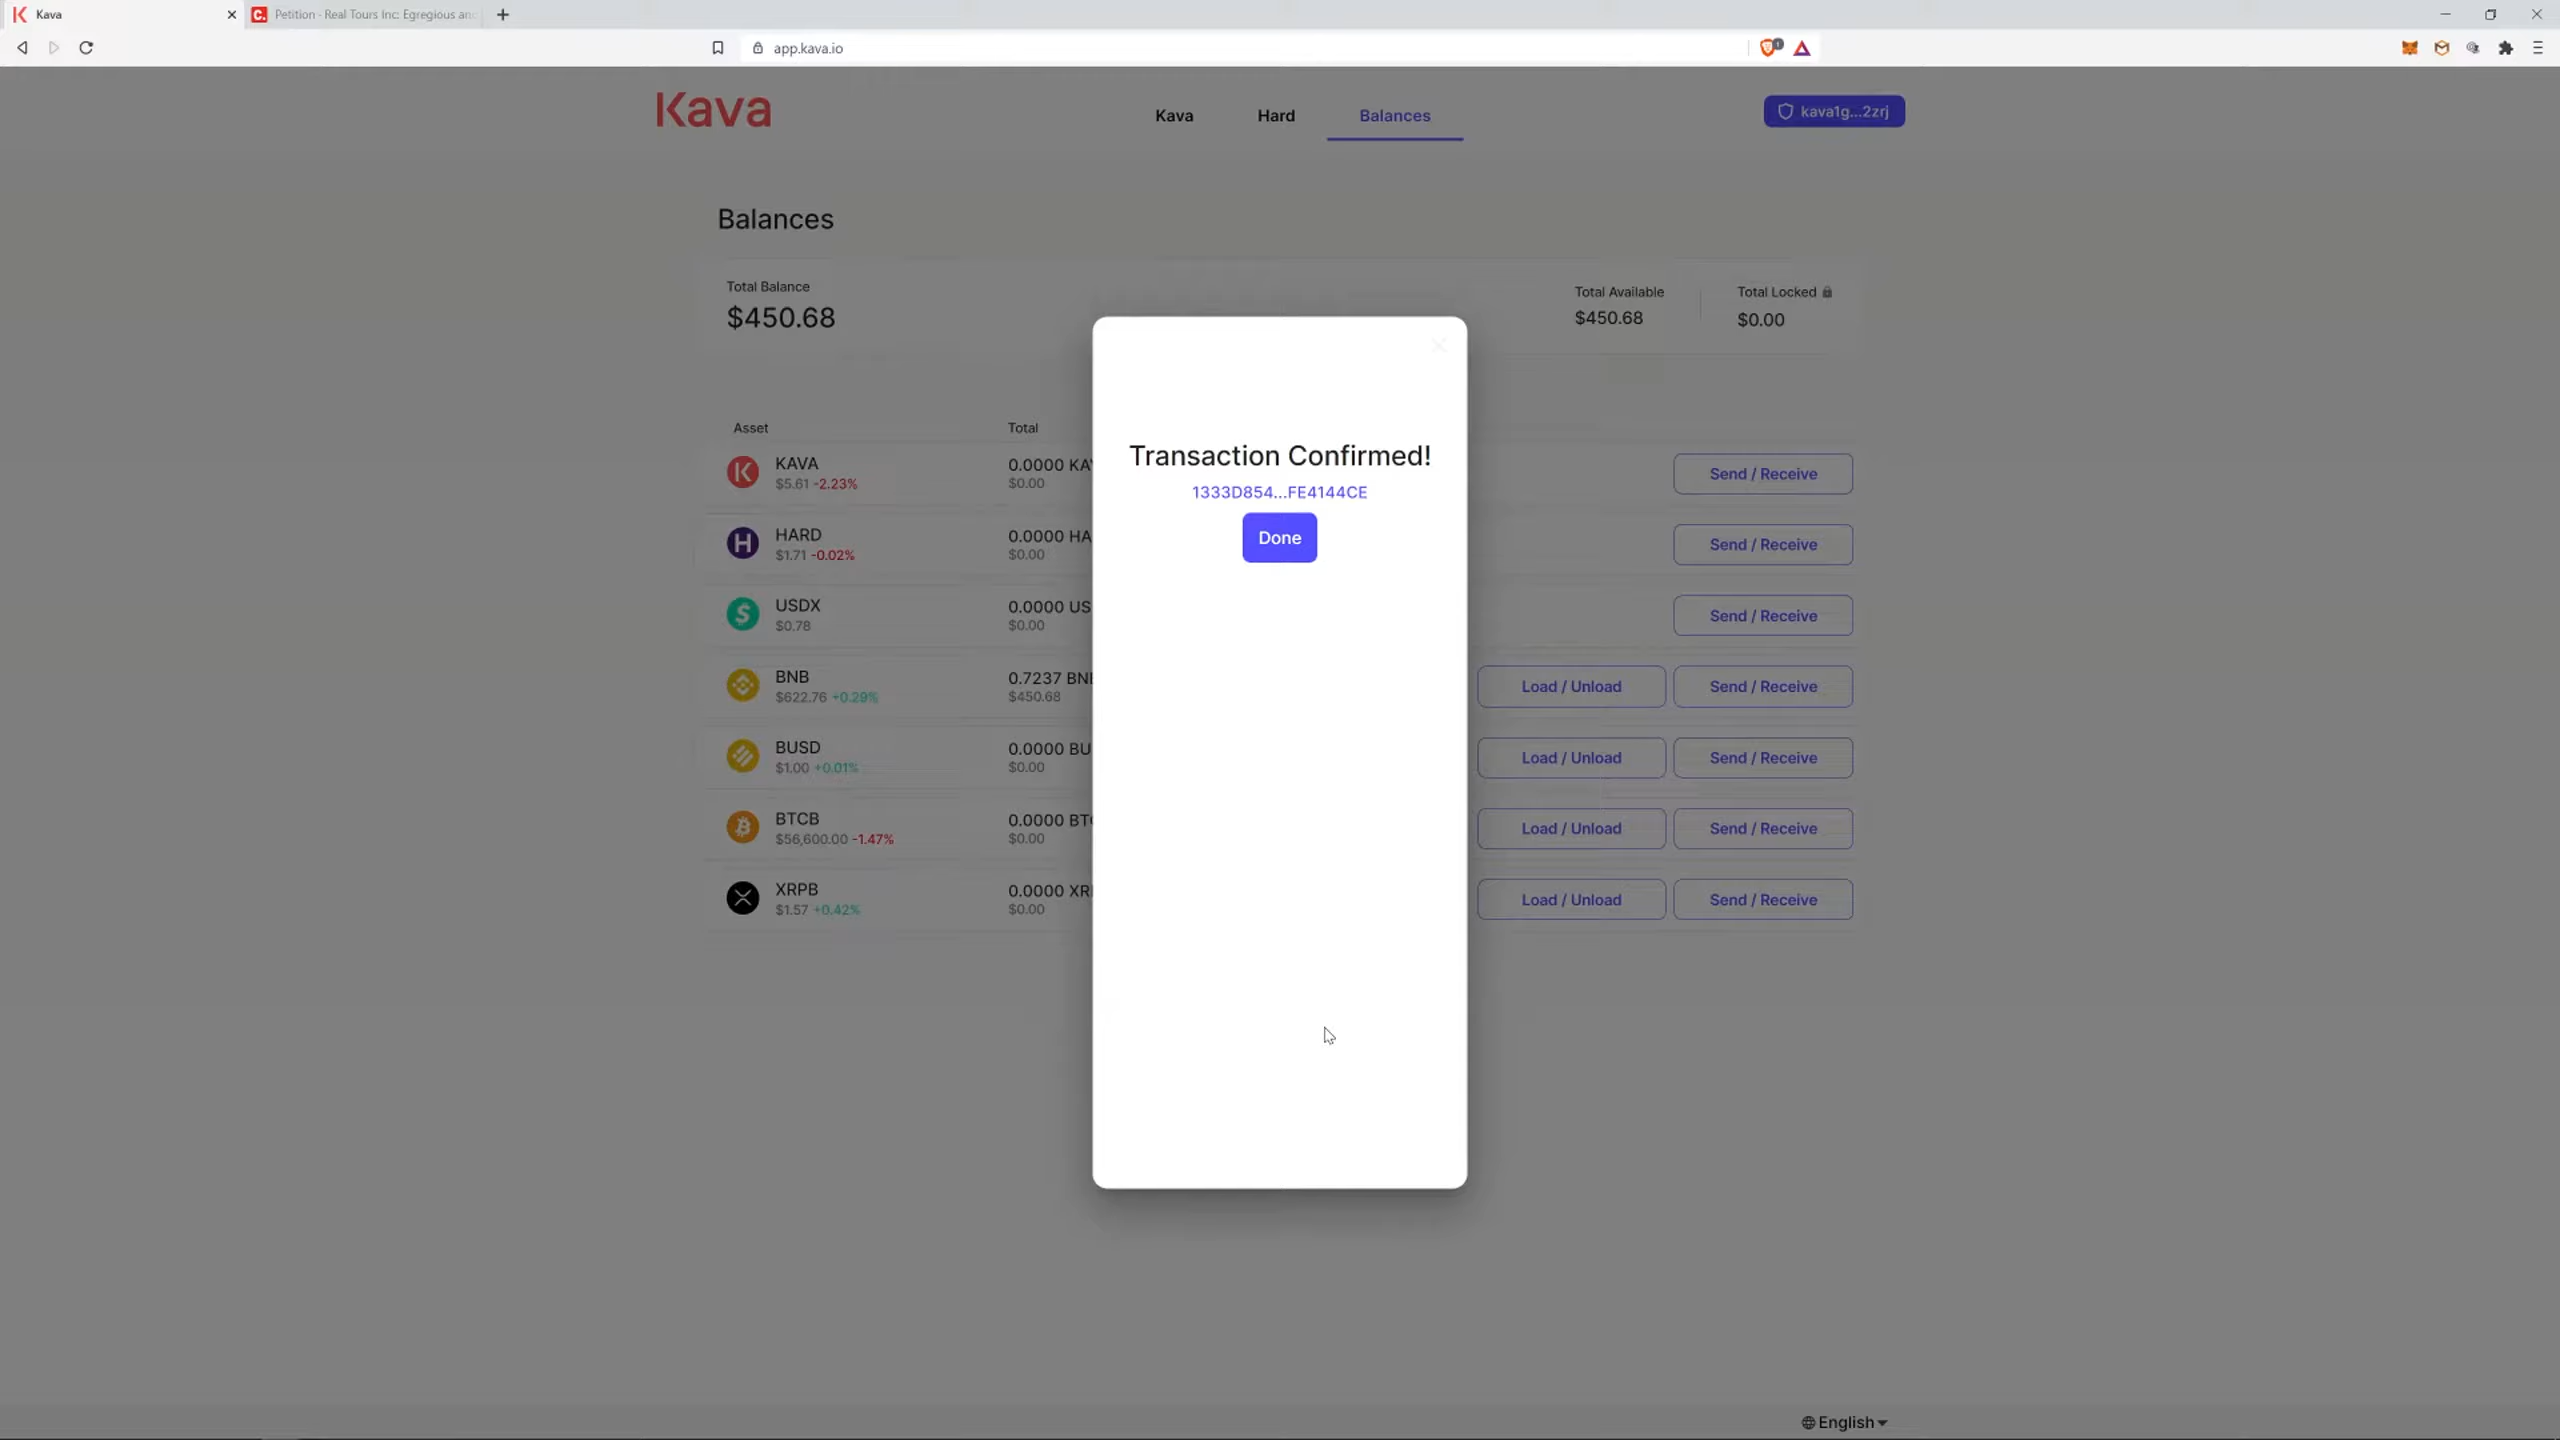 Kava
Petition · Real Tours Inc: Egregious an
app.kava.io
1
Kava
Kava
Hard
Balances
kava1g...2zrj
Balances
Total Balance
$450.68
Total Available
$450.68
Total Locked
$0.00
Asset
Total
KAVA
$5.61 -2.23%
0.0000 KAV
$0.00
Send / Receive
HARD
$1.71 -0.02%
0.0000 HA
$0.00
Send / Receive
USDX
$0.78
0.0000 US
$0.00
Send / Receive
BNB
$622.76 +0.29%
0.7237 BNB
$450.68
Load / Unload
Send / Receive
BUSD
$1.00 +0.01%
0.0000 BU
$0.00
Load / Unload
Send / Receive
BTCB
$56,600.00 -1.47%
0.0000 BTC
$0.00
Load / Unload
Send / Receive
XRPB
$1.57 +0.42%
0.0000 XR
$0.00
Load / Unload
Send / Receive
Transaction Confirmed!
1333D854...FE4144CE
Done
English